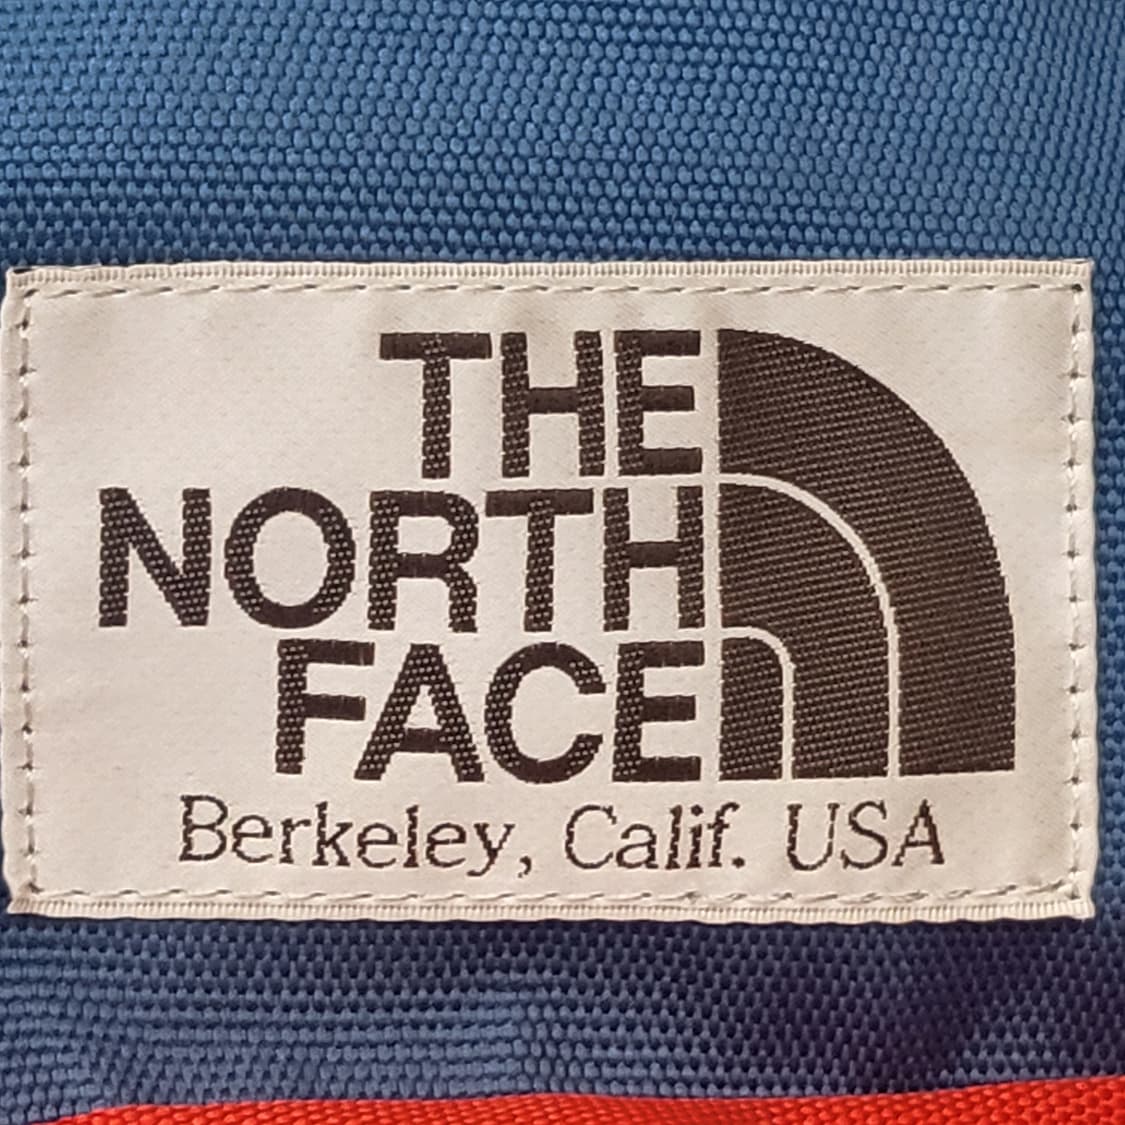 THE
NORTH
FACE
Berkeley, Calif. USA